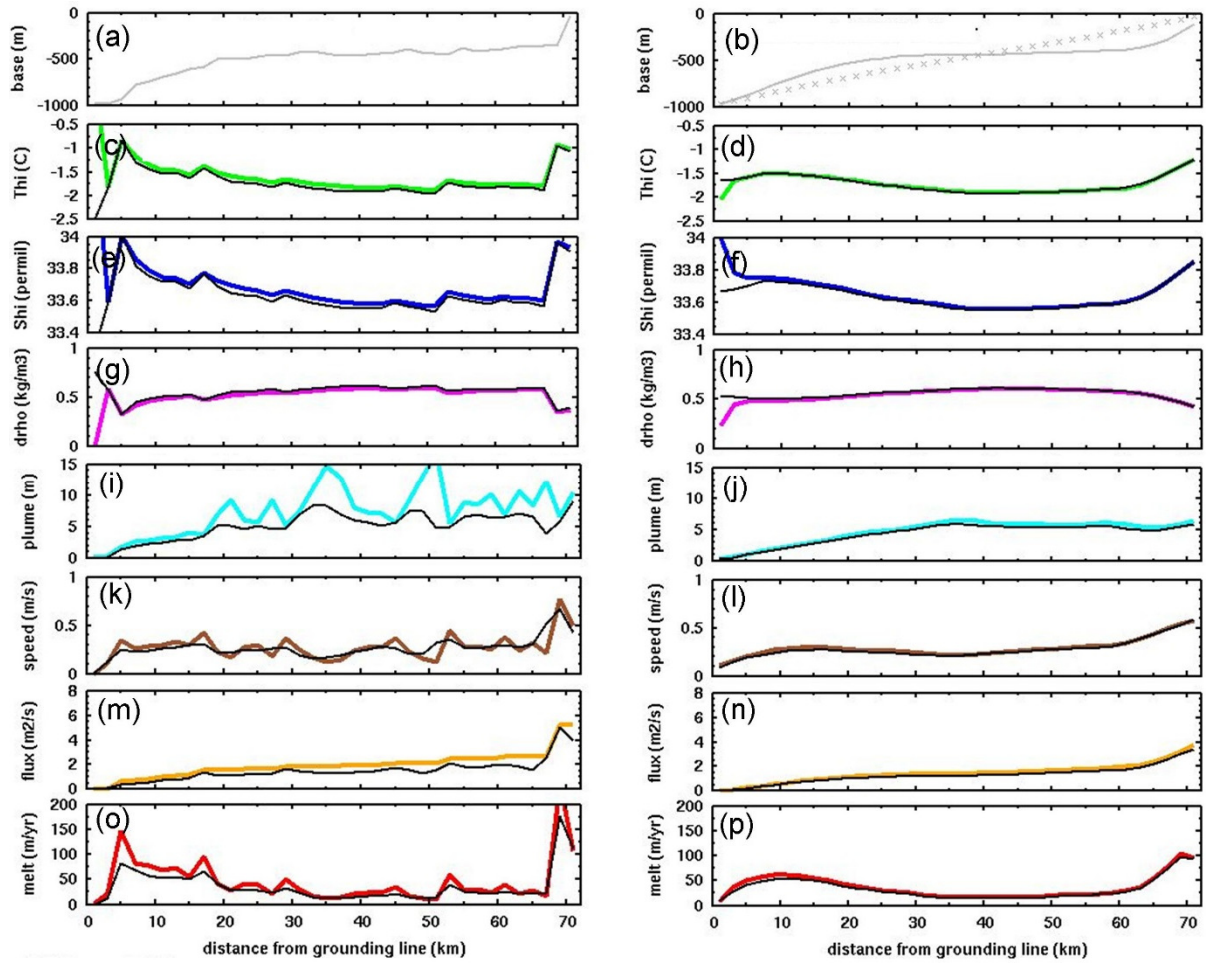 (a)
base (m)
0
-500
-1000
(b)
base (m)
0
-500
-1000
(c)
Thi (C)
-0.5
-1
-1.5
-2
-2.5
(d)
Thi (C)
-0.5
-1
-1.5
-2
-2.5
(e)
Shi (permil)
34
33.8
33.6
33.4
(f)
Shi (permil)
34
33.8
33.6
33.4
(g)
drho (kg/m3)
1
0.5
0
(h)
drho (kg/m3)
1
0.5
0
(i)
plume (m)
15
10
5
0
(j)
plume (m)
15
10
5
0
(k)
speed (m/s)
1
0.5
0
(l)
speed (m/s)
1
0.5
0
(m)
flux (m2/s)
8
6
4
2
0
(n)
flux (m2/s)
8
6
4
2
0
(o)
melt (m/yr)
200
150
100
50
0
(p)
melt (m/yr)
200
150
100
50
0
0 10 20 30 40 50 60 70
distance from grounding line (km)
0 10 20 30 40 50 60 70
distance from grounding line (km)